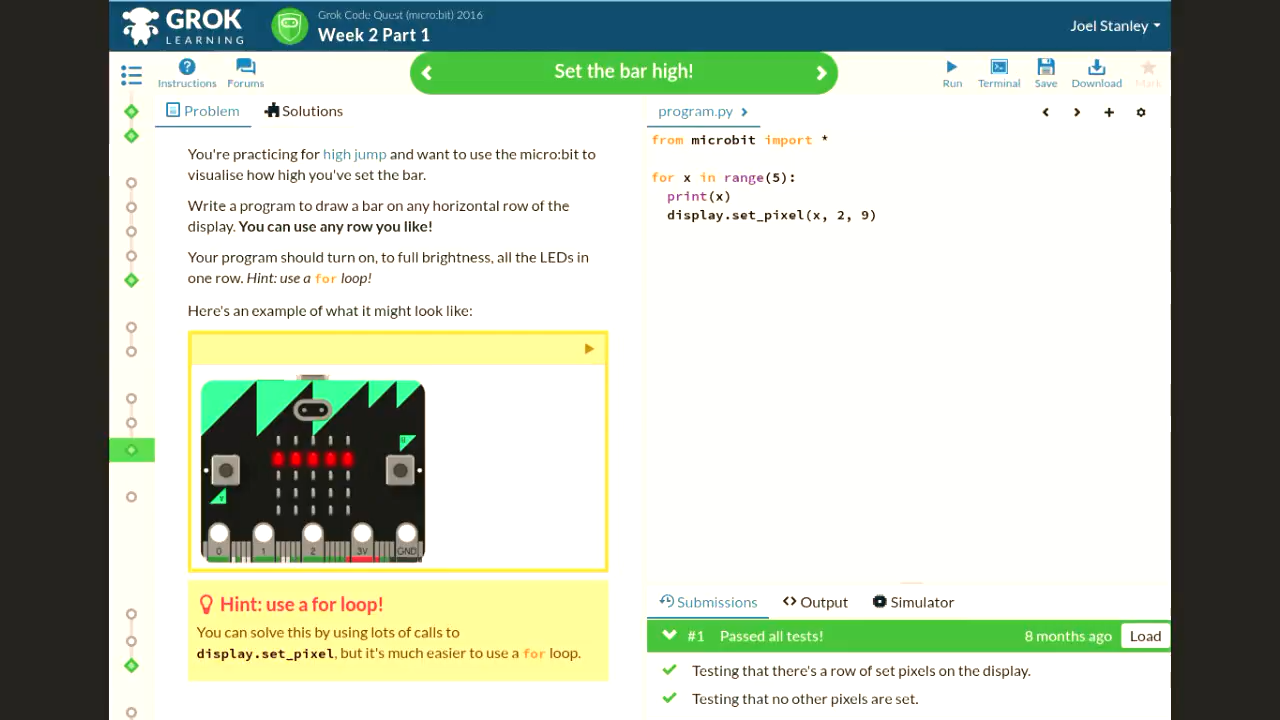 GROK
LEARNING
Grok Code Quest (micro:bit) 2016
Week 2 Part 1
Joel Stanley
Instructions
Forums
Set the bar high!
Run
Terminal
Save
Download
Mark
Problem
Solutions
You're practicing for high jump and want to use the micro:bit to
visualise how high you've set the bar.
Write a program to draw a bar on any horizontal row of the
display. You can use any row you like!
Your program should turn on, to full brightness, all the LEDs in
one row. Hint: use a for loop!
Here's an example of what it might look like:
0
1
2
3V
GND
Hint: use a for loop!
You can solve this by using lots of calls to
display.set_pixel, but it's much easier to use a for loop.
program.py
from microbit import *
for x in range(5):
print(x)
display.set_pixel(x, 2, 9)
Submissions
Output
Simulator
#1 Passed all tests!
8 months ago
Load
Testing that there's a row of set pixels on the display.
Testing that no other pixels are set.